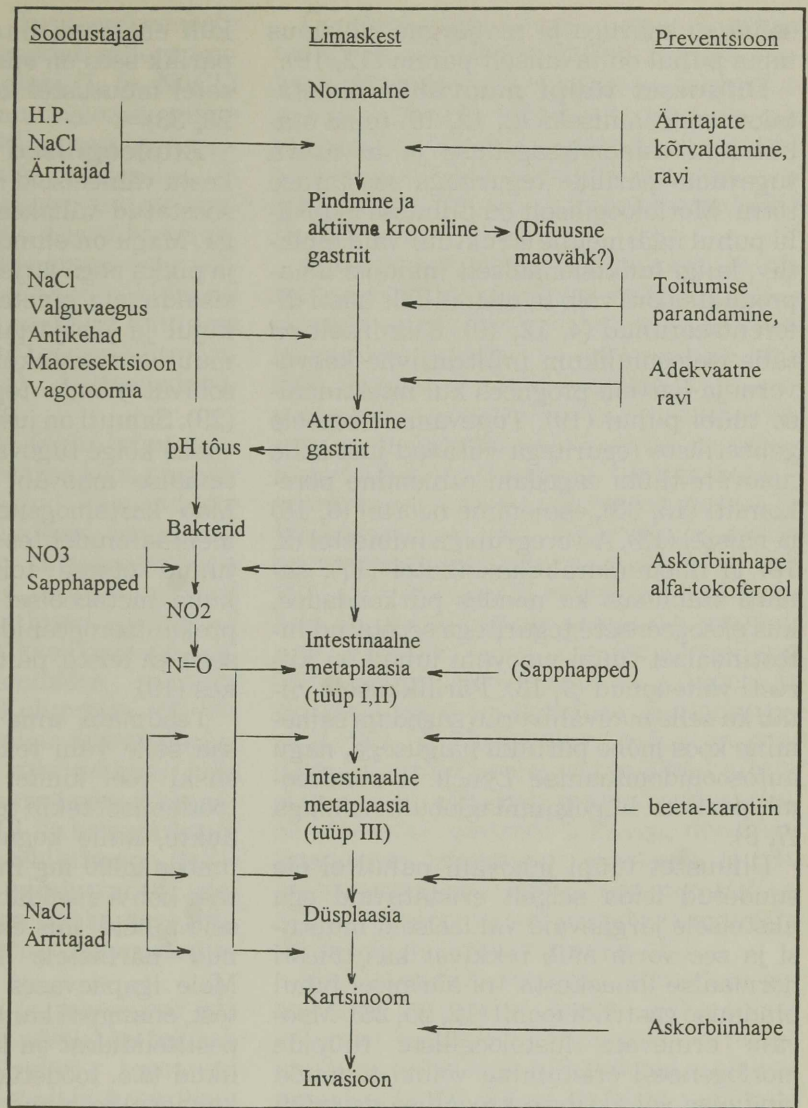 Soodustajad
Limaskest
Preventsioon
Normaalne
H.P.
NaCl
Ärritajad
Ärritajate
kõrvaldamine,
ravi
Pindmine ja
aktiivne krooniline
gastriit
(Difuusne
maovähk?)
NaCl
Valguvaegus
Antikehad
Maoresektsioon
Vagotoomia
Toitumise
parandamine,
Adekvaatne
ravi
Atroofiline
gastriit
pH tôus
Bakterid
NO3
Sapphapped
Askorbiinhape
alfa-tokoferool
NO2
N=O
Intestinaalne
metaplaasia
(tüüp I,II)
(Sapphapped)
Intestinaalne
metaplaasia
(tüüp III)
beeta-karotiin
NaCl
Ärritajad
Düsplaasia
Kartsinoom
Askorbiinhape
Invasioon